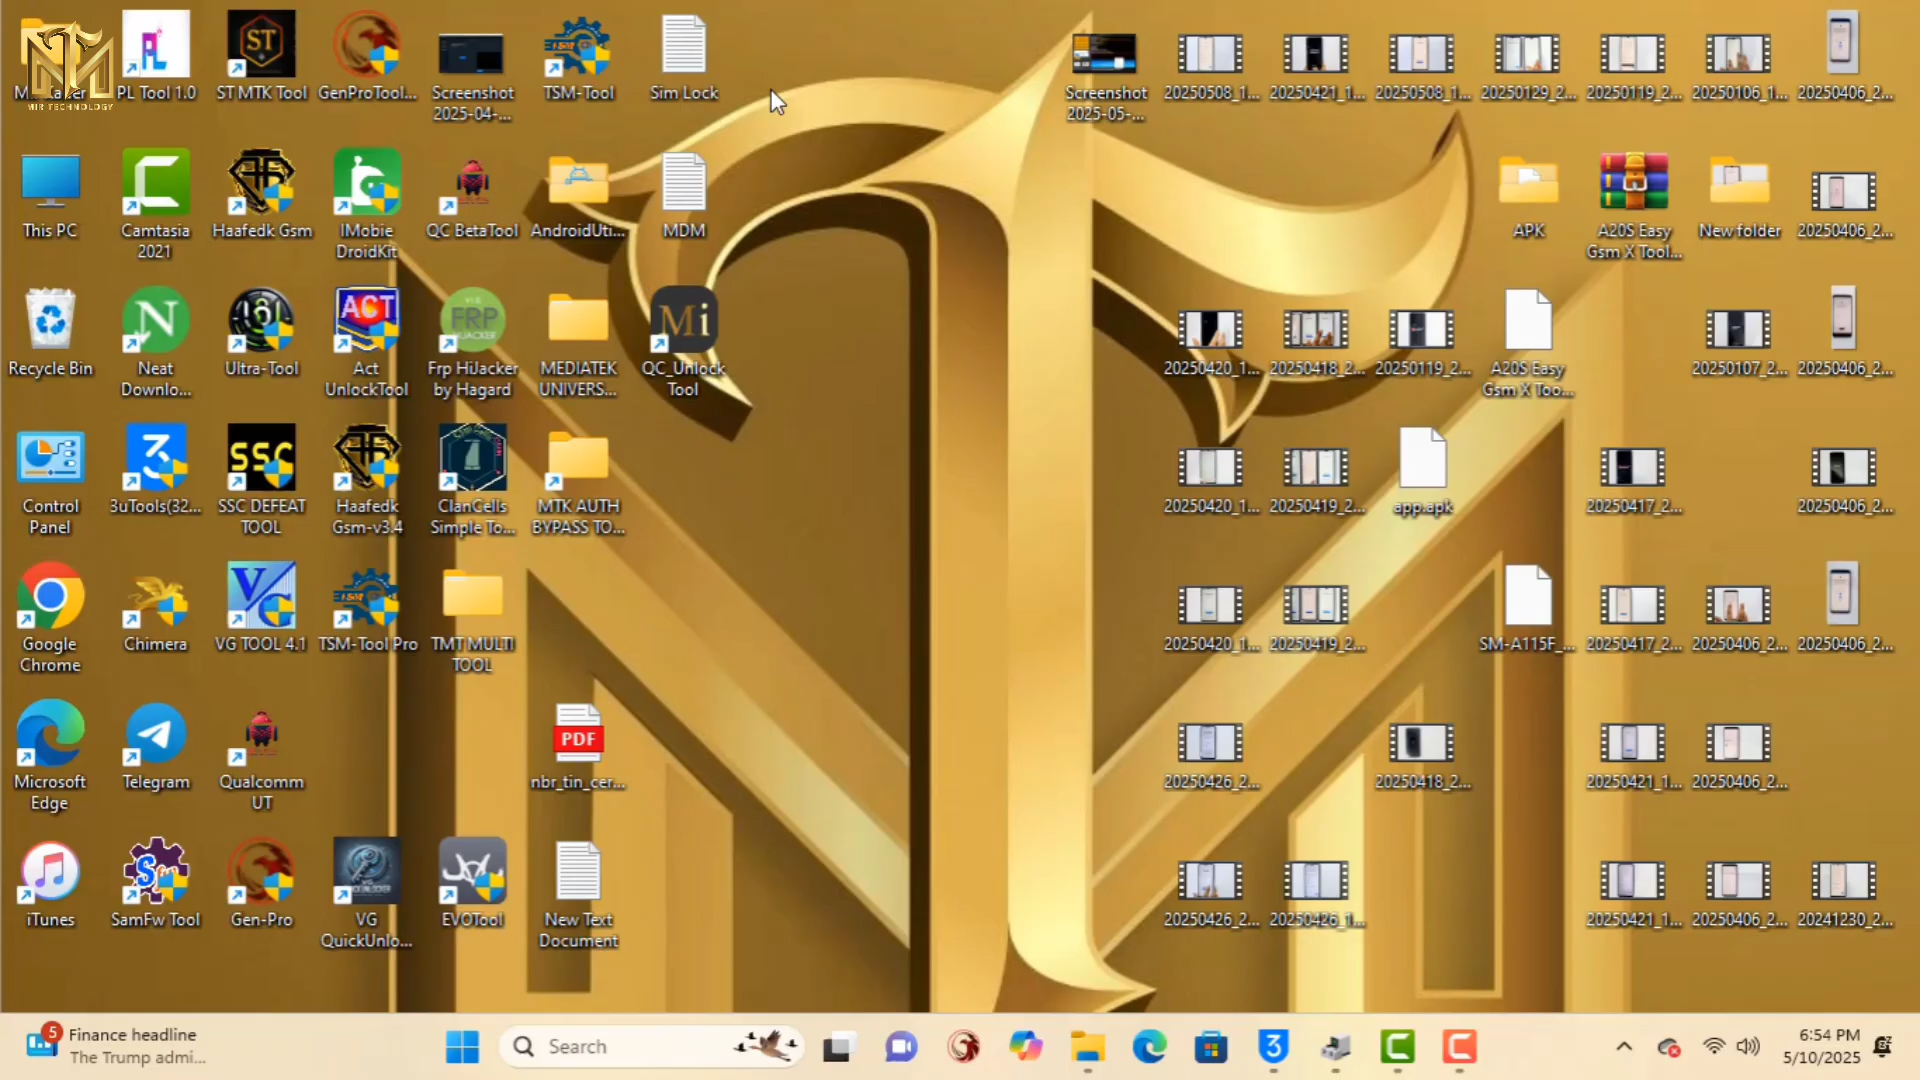 MIR TECHNOLOGY
PL Tool 1.0
ST MTK Tool
GenProTool...
Screenshot
2025-04-...
TSM-Tool
Sim Lock
Screenshot
2025-05-...
20250508_1...
20250421_1...
20250508_1...
20250129_2...
20250119_2...
20250106_1...
20250406_2...
This PC
Camtasia
2021
Haafedk Gsm
IMobie
DroidKit
QC BetaTool
AndroidUti...
MDM
APK
A20S Easy
Gsm X Tool...
New folder
20250406_2...
Recycle Bin
Neat
Downlo...
Ultra-Tool
Act
UnlockTool
Frp HiJacker
by Hagard
MEDIATEK
UNIVERS...
QC_Unlock
Tool
20250420_1...
20250418_2...
20250119_2...
A20S Easy
Gsm X Too...
20250107_2...
20250406_2...
Control
Panel
3uTools(32...
SSC DEFEAT
TOOL
Haafedk
Gsm-v3.4
ClanCells
Simple To...
MTK AUTH
BYPASS TO...
20250420_1...
20250419_2...
app.apk
20250417_2...
20250406_2...
Google
Chrome
Chimera
VG TOOL 4.1
TSM-Tool Pro
TMT MULTI
TOOL
20250420_1...
20250419_2...
SM-A115F_...
20250417_2...
20250406_2...
20250406_2...
Microsoft
Edge
Telegram
Qualcomm
UT
PDF
nbr_tin_cer...
20250426_2...
20250418_2...
20250421_1...
20250406_2...
iTunes
SamFw Tool
Gen-Pro
VG
QuickUnlo...
EVOTool
New Text
Document
20250426_2...
20250426_1...
20250421_1...
20250406_2...
20241230_2...
5
Finance headline
The Trump admi...
Search
6:54 PM
5/10/2025